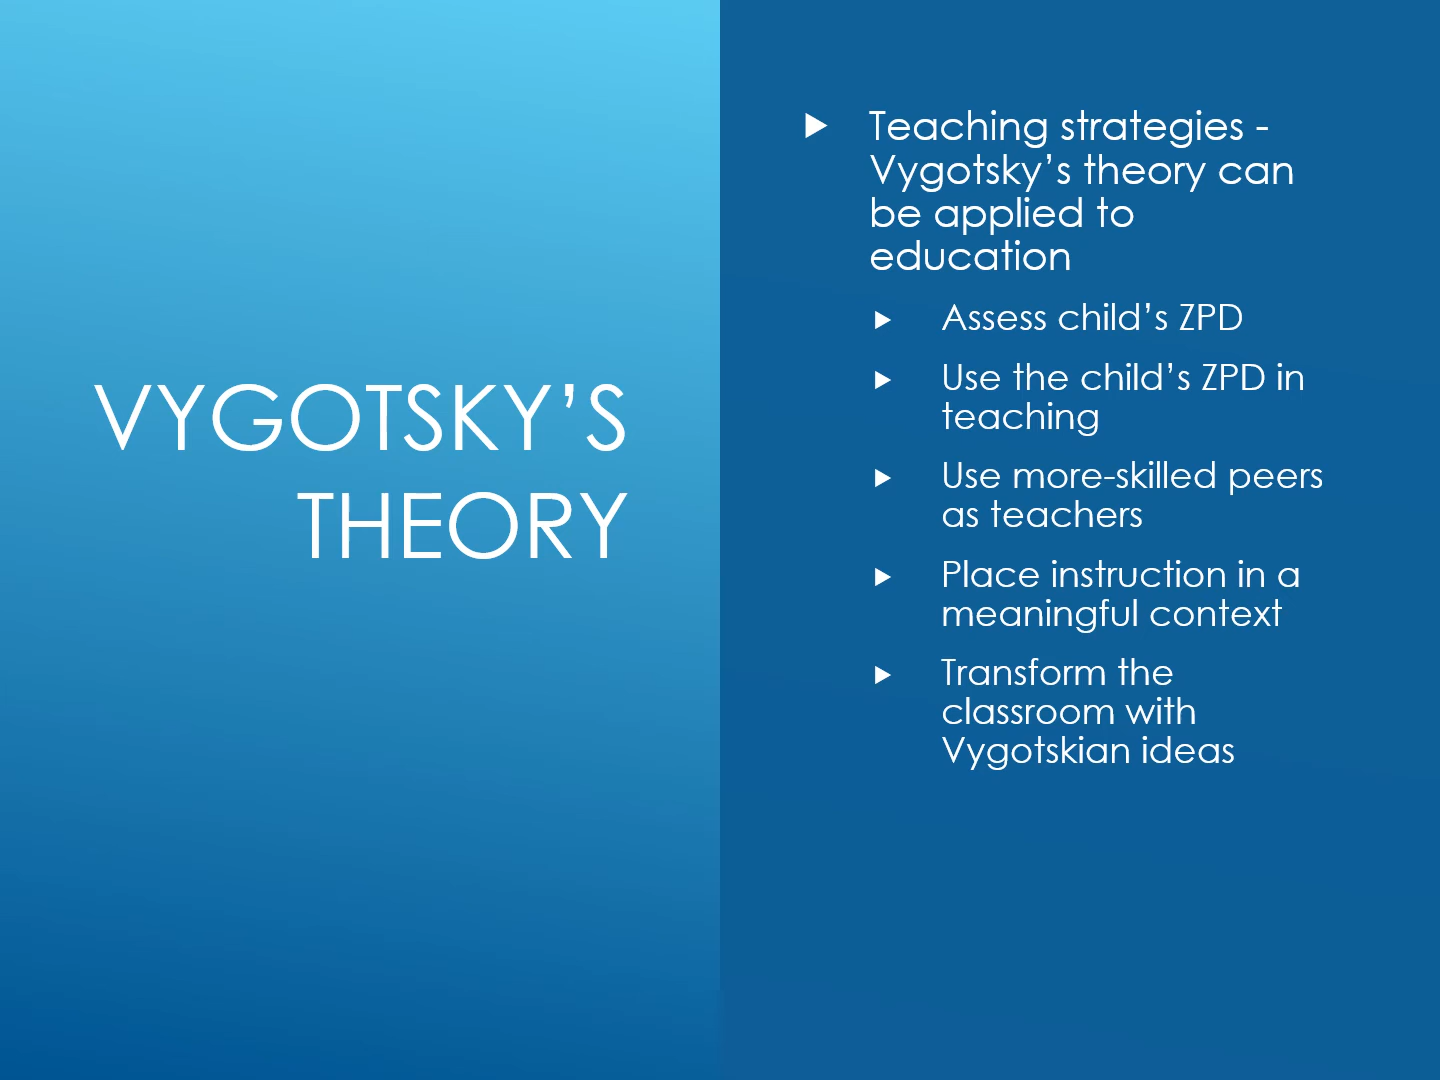 VYGOTSKY’S
THEORY
Teaching strategies -
Vygotsky’s theory can
be applied to
education
Assess child’s ZPD
Use the child’s ZPD in
teaching
Use more-skilled peers
as teachers
Place instruction in a
meaningful context
Transform the
classroom with
Vygotskian ideas